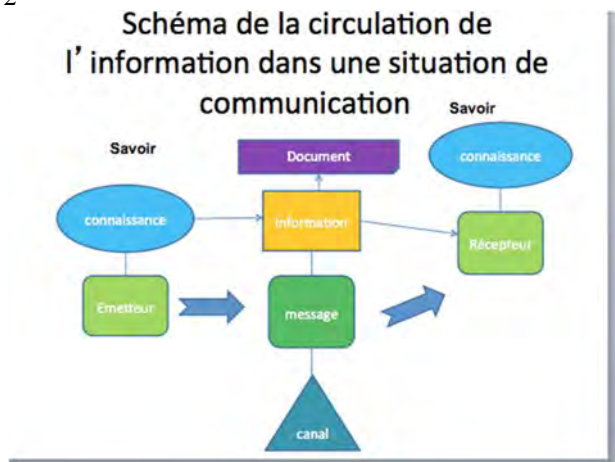 2
Schéma de la circulation de
l' information dans une situation de
communication
Savoir
Savoir
Document
connaissance
connaissance
Information
Récepteur
Emetteur
message
canal